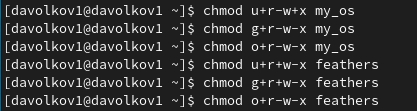 [davolkov1@davolkov1 ~]$ chmod u+r-w+x my_os
[davolkov1@davolkov1 ~]$ chmod g+r-w-x my_os
[davolkov1@davolkov1 ~]$ chmod o+r-w-x my_os
[davolkov1@davolkov1 ~]$ chmod u+r+w-x feathers
[davolkov1@davolkov1 ~]$ chmod g+r+w-x feathers
[davolkov1@davolkov1 ~]$ chmod o+r-w-x feathers